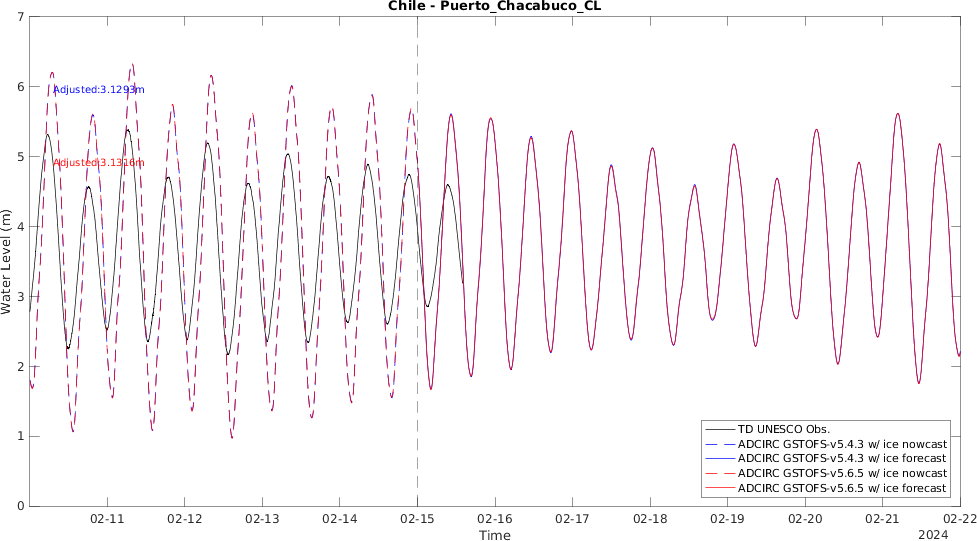 Chile - Puerto_Chacabuco_CL
Water Level (m)
7
6
5
4
3
2
1
0
Adjusted:3.1293m
Adjusted:3.1316m
TD UNESCO Obs.
ADCIRC GSTOFS-v5.4.3 w/ ice nowcast
ADCIRC GSTOFS-v5.4.3 w/ ice forecast
ADCIRC GSTOFS-v5.6.5 w/ ice nowcast
ADCIRC GSTOFS-v5.6.5 w/ ice forecast
02-11 02-12 02-13 02-14 02-15 02-16 02-17 02-18 02-19 02-20 02-21 02-22
Time
2024